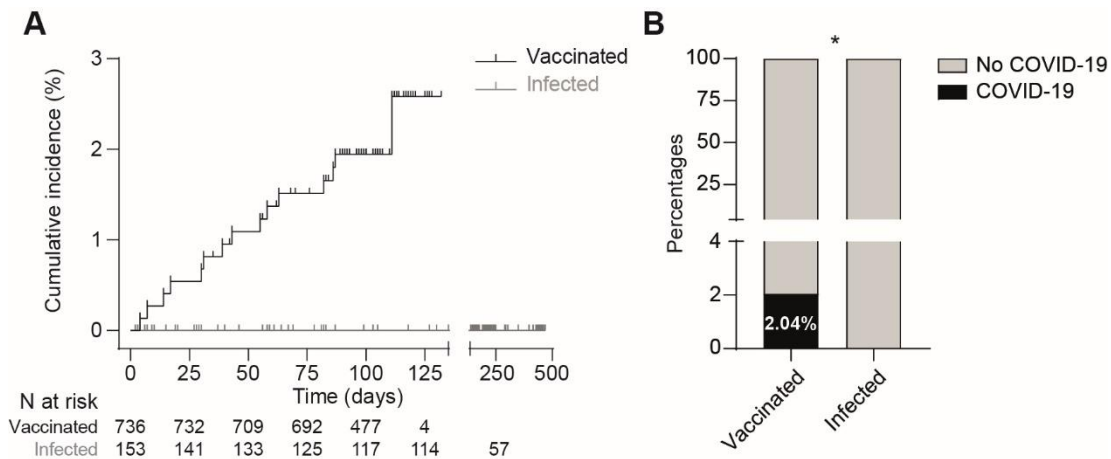 A
Cumulative incidence (%)
3
2
1
0
Vaccinated
Infected
0 25 50 75 100 125 250 500
Time (days)
N at risk
Vaccinated 736 732 709 692 477 4
Infected 153 141 133 125 117 114 57
B
*
Percentages
100
75
50
25
4
2
0
2.04%
Vaccinated
Infected
No COVID-19
COVID-19